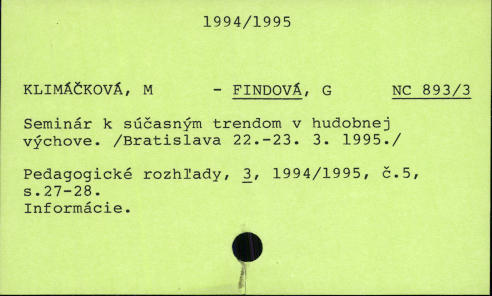 1994/1995
KLIMÁČKOVÁ, M - FINDOVÁ, G NC 893/3
Seminár k súčasným trendom v hudobnej
výchove. /Bratislava 22.-23. 3. 1995./
Pedagogické rozhľady, 3, 1994/1995, č.5,
s.27-28.
Informácie.